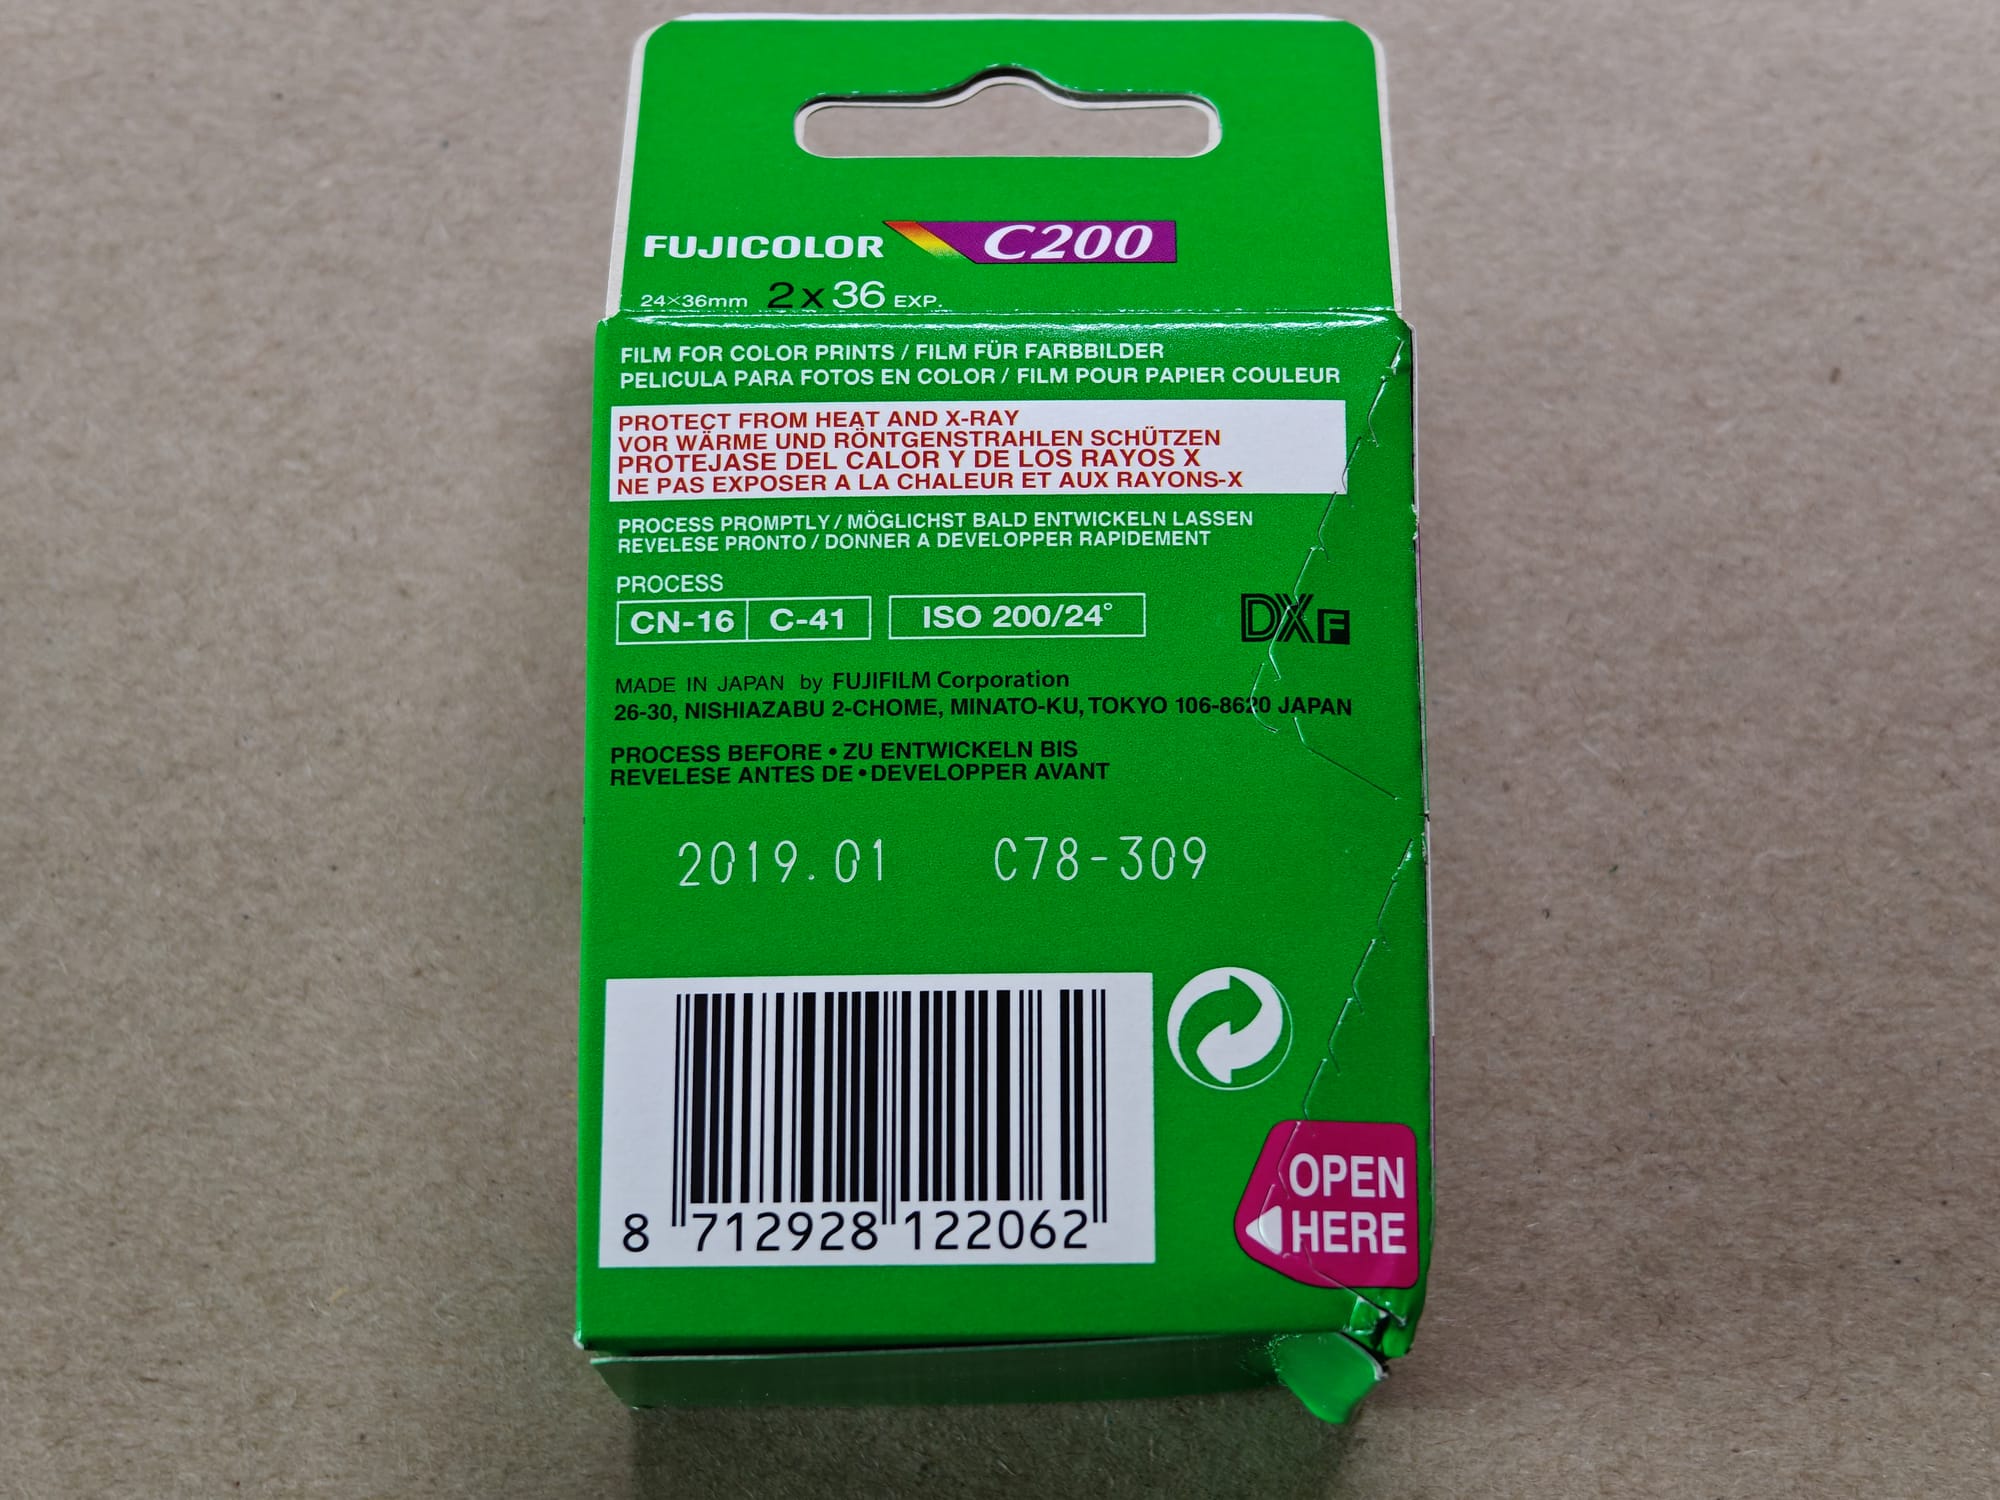 FUJICOLOR C200
24×36mm 2 x 36 EXP.
FILM FOR COLOR PRINTS / FILM FÜR FARBBILDER
PELICULA PARA FOTOS EN COLOR / FILM POUR PAPIER COULEUR
PROTECT FROM HEAT AND X-RAY
VOR WÄRME UND RÖNTGENSTRAHLEN SCHÜTZEN
PROTEJASE DEL CALOR Y DE LOS RAYOS X
NE PAS EXPOSER A LA CHALEUR ET AUX RAYONS-X
PROCESS PROMPTLY / MÖGLICHST BALD ENTWICKELN LASSEN
REVELESE PRONTO / DONNER A DEVELOPPER RAPIDEMENT
PROCESS
CN-16 C-41 ISO 200/24° DXF
MADE IN JAPAN by FUJIFILM Corporation
26-30, NISHIAZABU 2-CHOME, MINATO-KU, TOKYO 106-8620 JAPAN
PROCESS BEFORE • ZU ENTWICKELN BIS
REVELESE ANTES DE • DEVELOPPER AVANT
2019.01 C78-309
8 712928 122062
OPEN
HERE